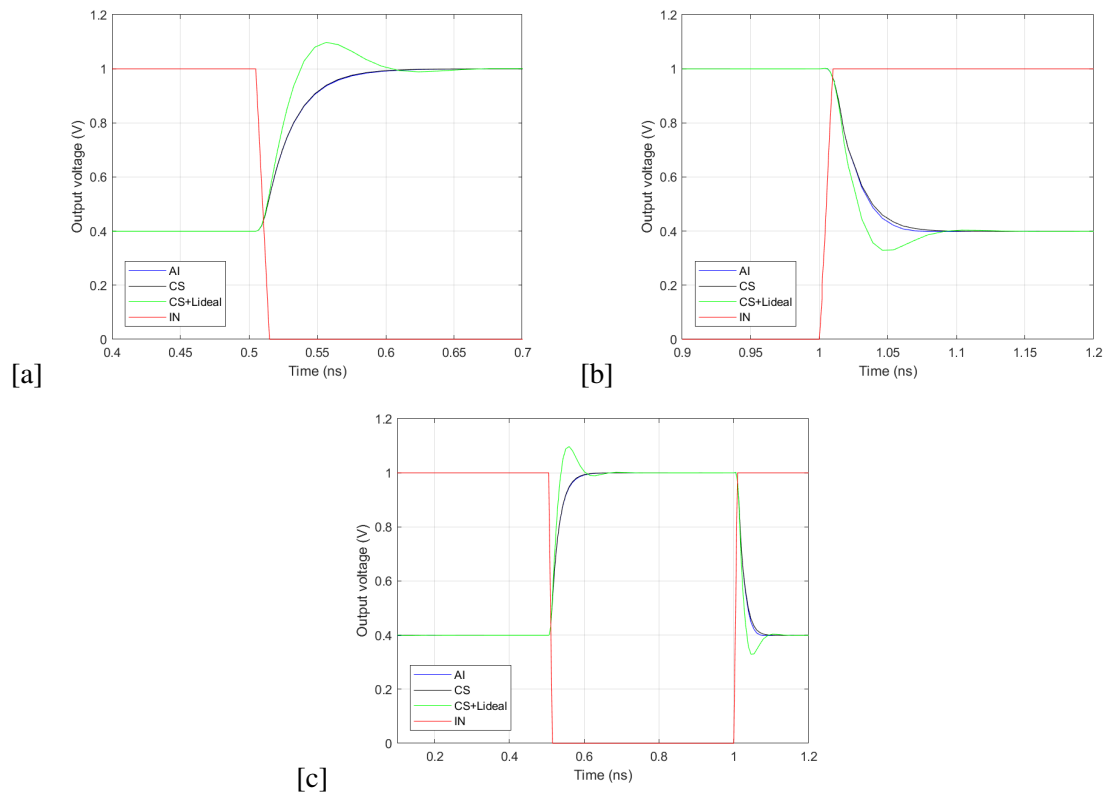 1.2
1
0.8
0.6
0.4
0.2
0
Output voltage (V)
AI
CS
CS+Lideal
IN
0.4 0.45 0.5 0.55 0.6 0.65 0.7
Time (ns)
[a]
1.2
1
0.8
0.6
0.4
0.2
0
Output voltage (V)
AI
CS
CS+Lideal
IN
0.9 0.95 1 1.05 1.1 1.15 1.2
Time (ns)
[b]
1.2
1
0.8
0.6
0.4
0.2
0
Output voltage (V)
AI
CS
CS+Lideal
IN
0.2 0.4 0.6 0.8 1 1.2
Time (ns)
[c]